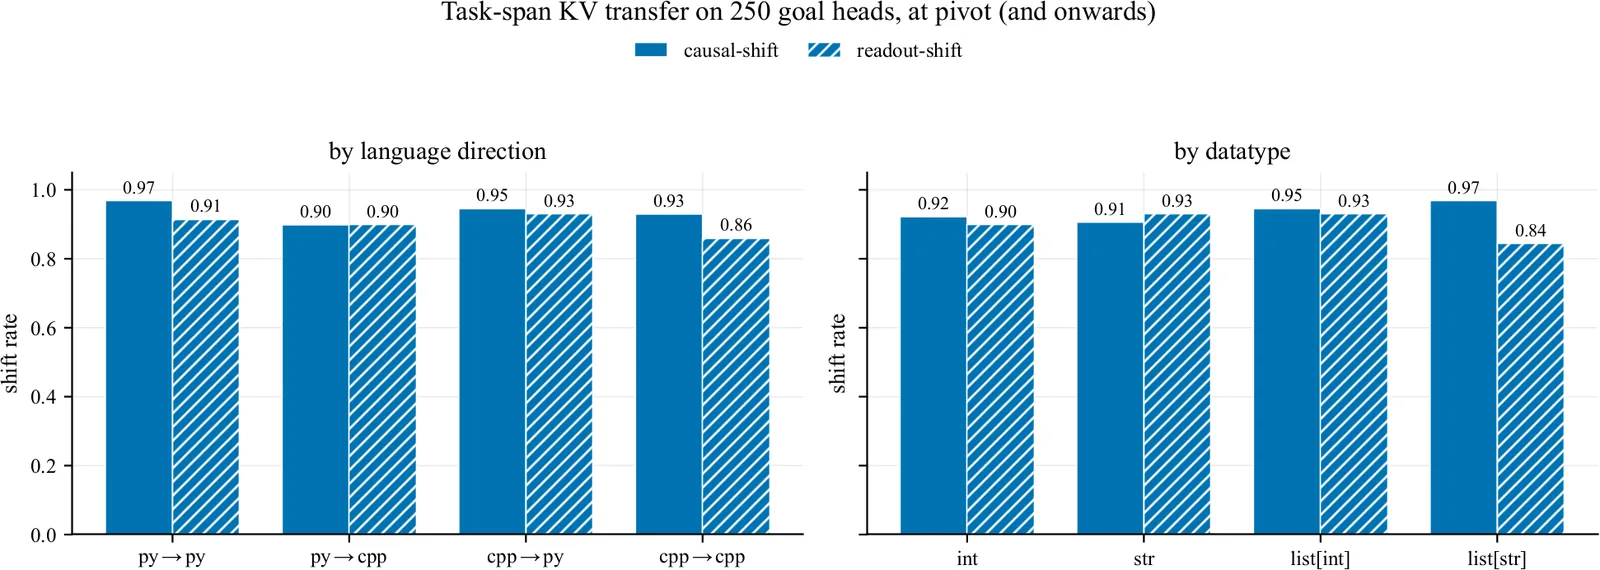 Task-span KV transfer on 250 goal heads, at pivot (and onwards)
causal-shift
readout-shift
by language direction
shift rate
1.0
0.8
0.6
0.4
0.2
0.0
0.97
0.91
0.90
0.90
0.95
0.93
0.93
0.86
py→py
py→cpp
cpp→py
cpp→cpp
by datatype
shift rate
0.92
0.90
0.91
0.93
0.95
0.93
0.97
0.84
int
str
list[int]
list[str]